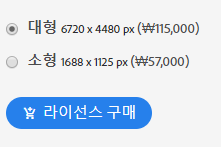 대형 6720 x 4480 px (₩115,000)
소형 1688 x 1125 px (₩57,000)
라이선스 구매